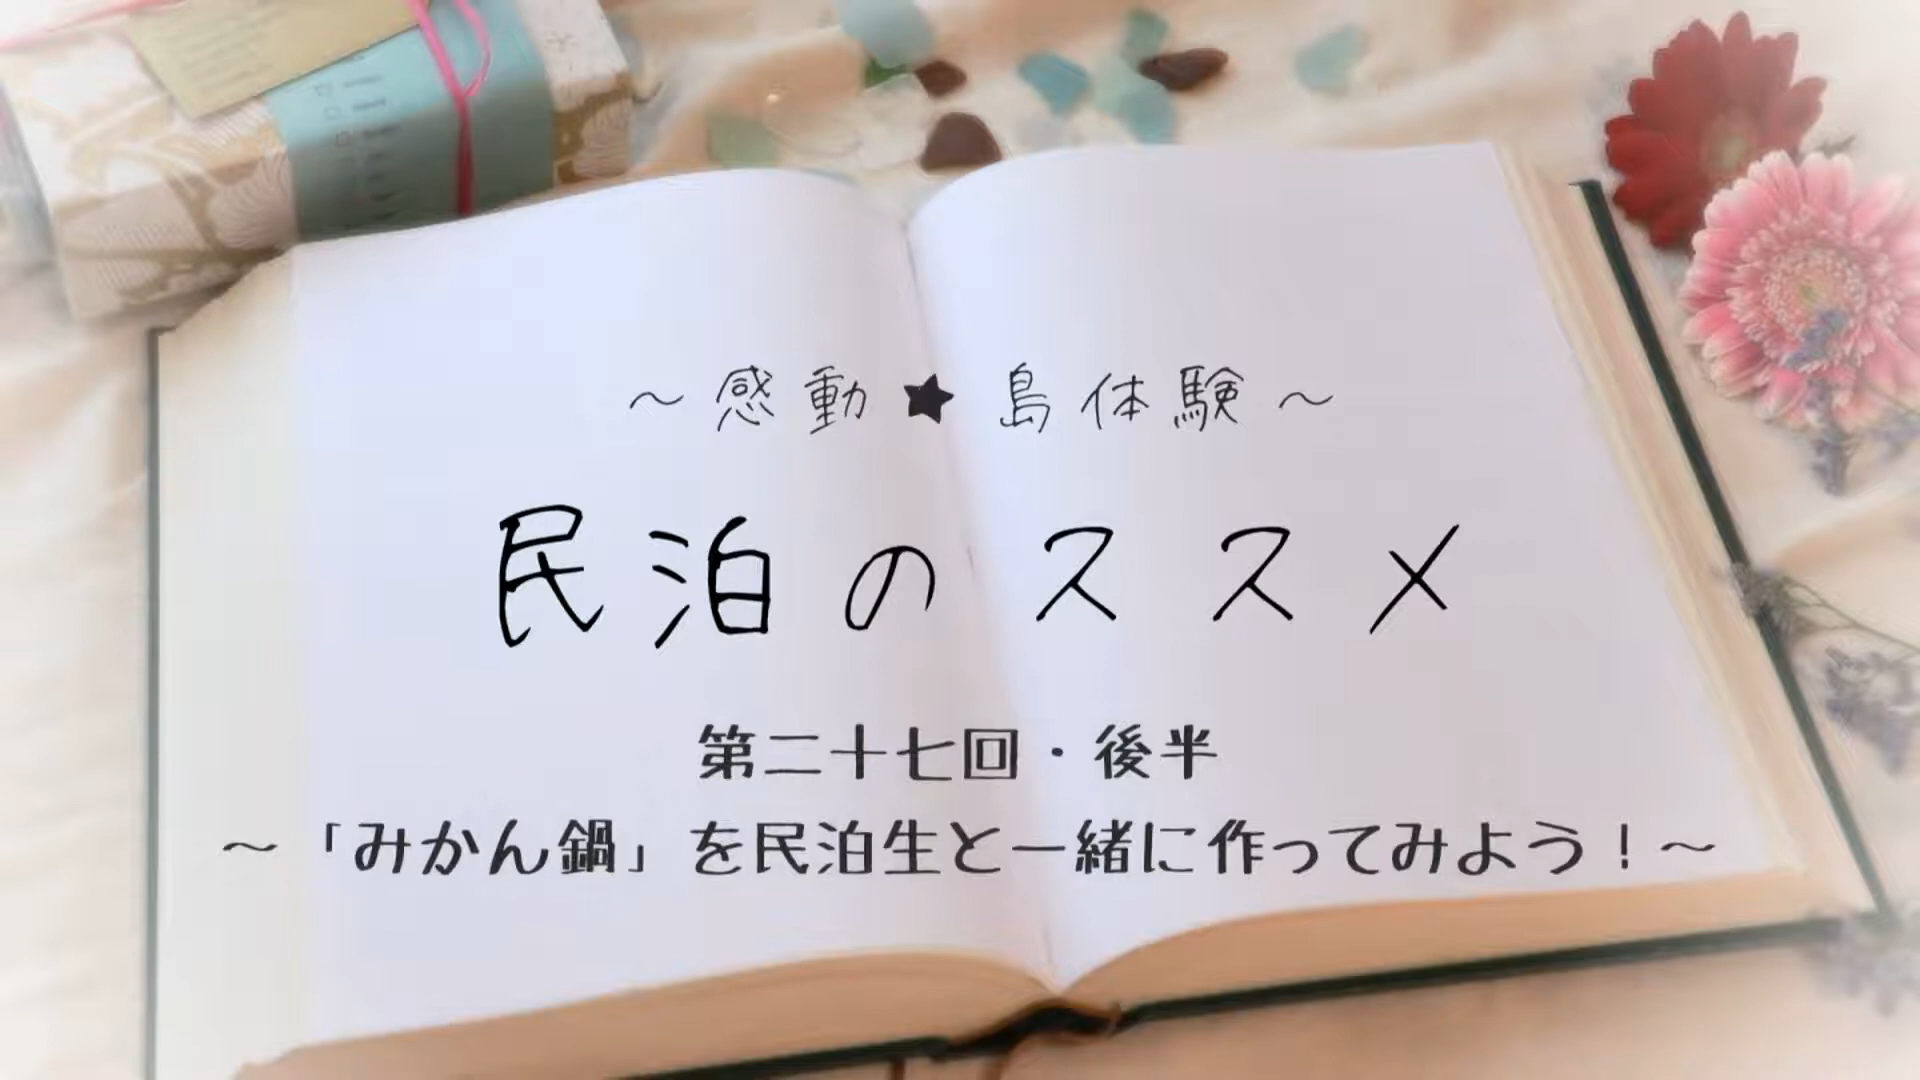 ～感動★島体験～
民泊のススメ
第二十七回・後半
～「みかん鍋」を民泊生と一緒に作ってみよう！～